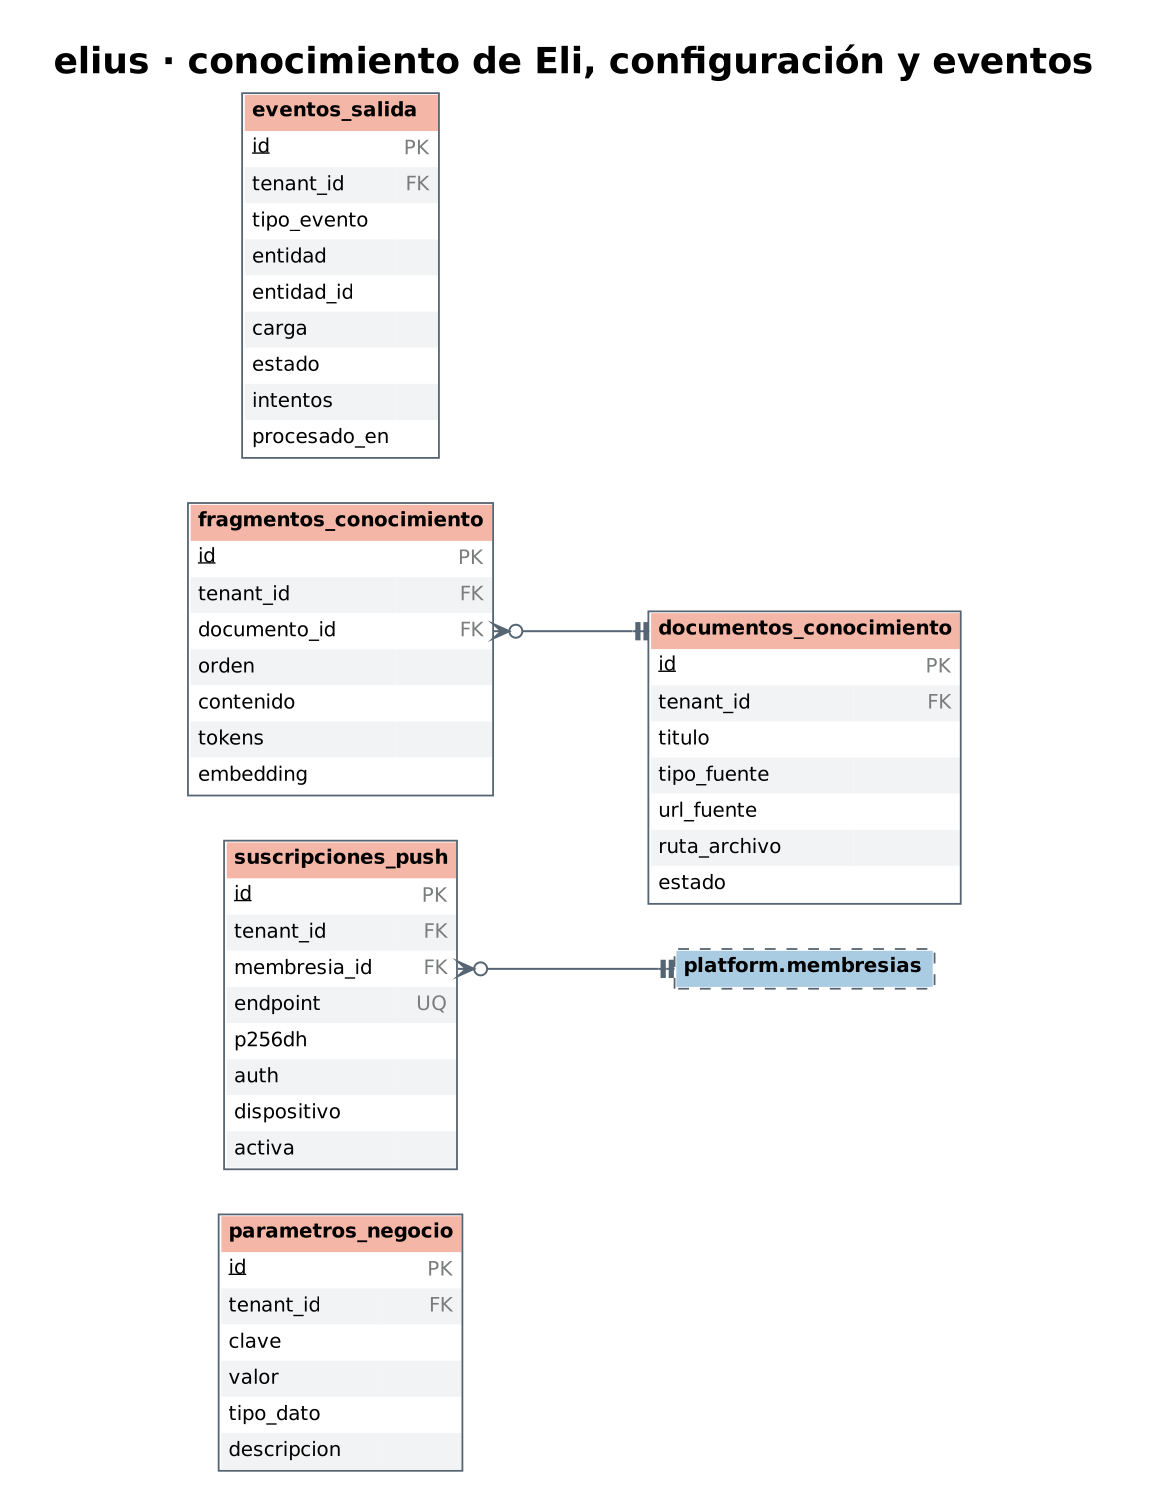 elius · conocimiento de Eli, configuración y eventos
eventos_salida
id PK
tenant_id FK
tipo_evento
entidad
entidad_id
carga
estado
intentos
procesado_en
fragmentos_conocimiento
id PK
tenant_id FK
documento_id FK
orden
contenido
tokens
embedding
documentos_conocimiento
id PK
tenant_id FK
titulo
tipo_fuente
url_fuente
ruta_archivo
estado
suscripciones_push
id PK
tenant_id FK
membresia_id FK
endpoint UQ
p256dh
auth
dispositivo
activa
platform.membresias
parametros_negocio
id PK
tenant_id FK
clave
valor
tipo_dato
descripcion